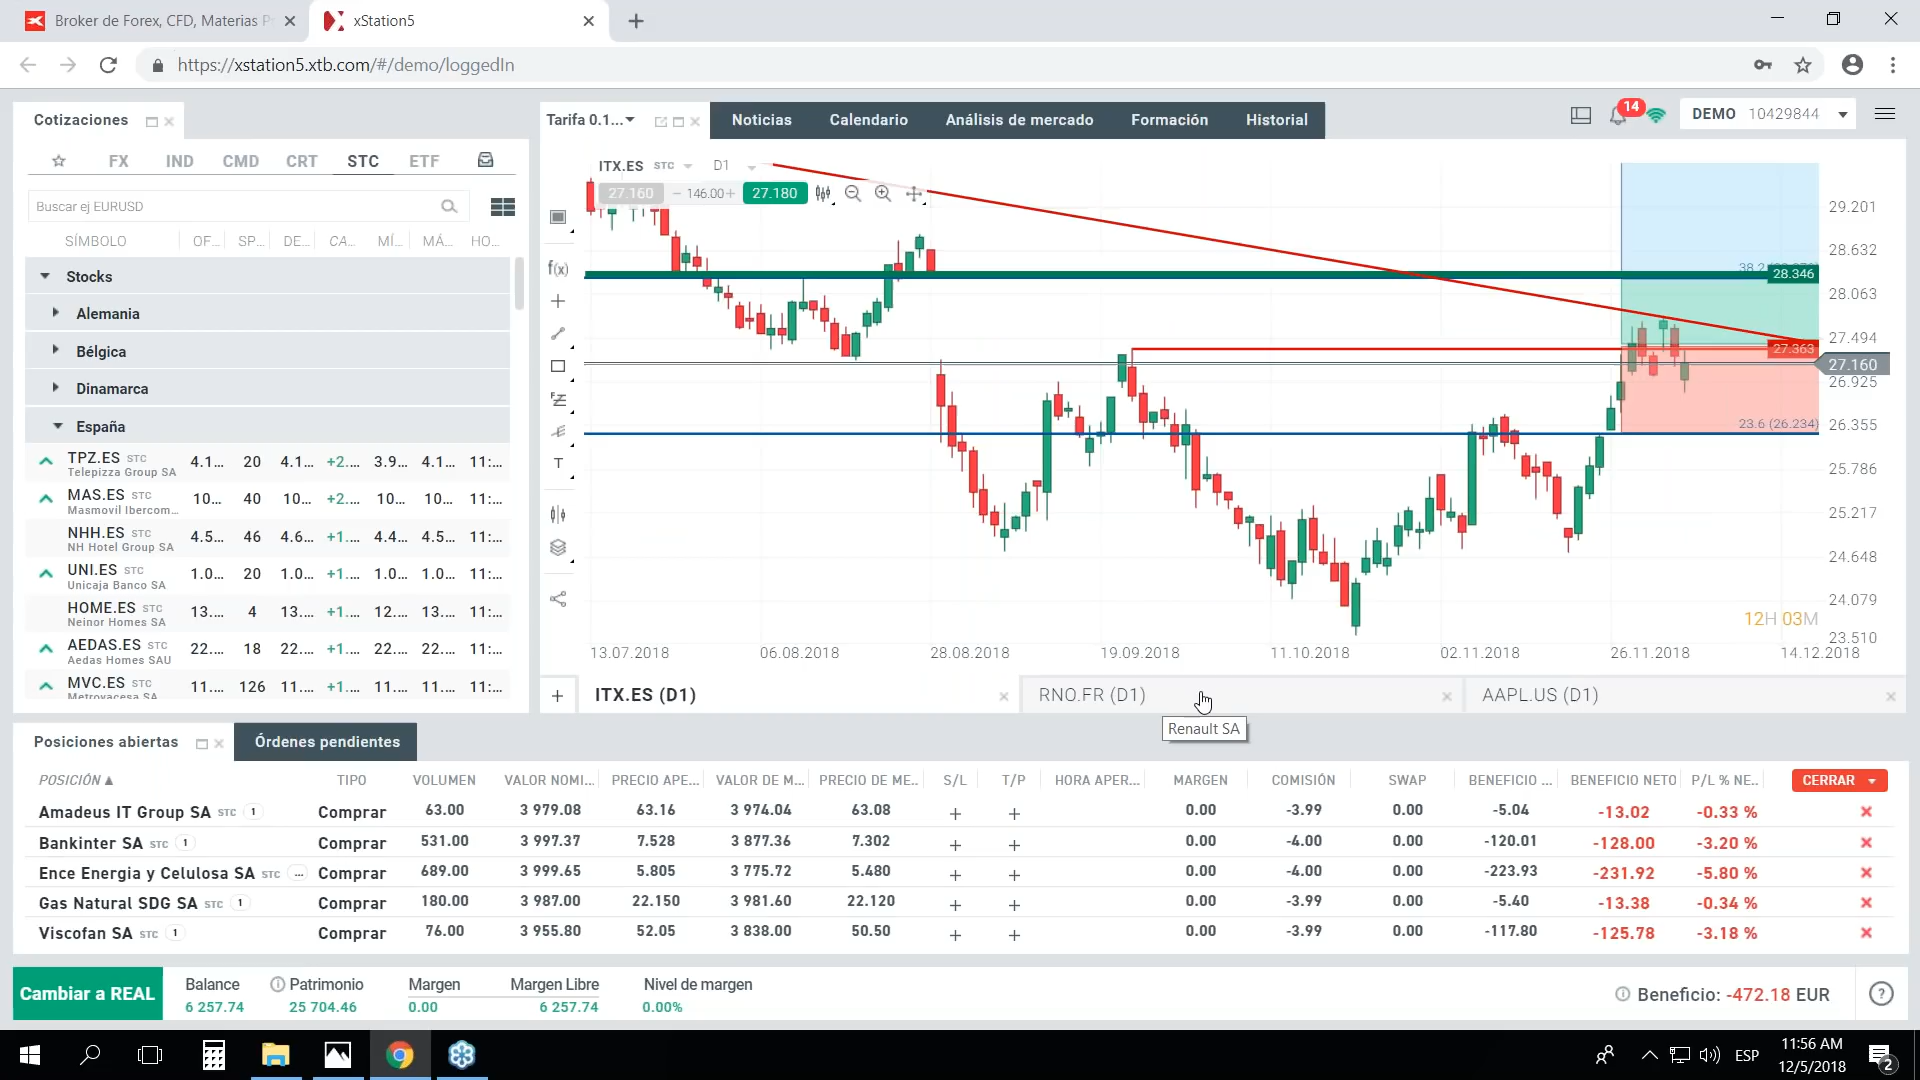 Broker de Forex, CFD, Materias P
xStation5
https://xstation5.xtb.com/#/demo/loggedIn
Cotizaciones
FX IND CMD CRT STC ETF
Buscar ej EURUSD
SÍMBOLO OF... SP... DE... CA... MÍ... MÁ... HO...
Stocks
Alemania
Bélgica
Dinamarca
España
TPZ.ES STC 4.1... 20 4.1... +2.... 3.9... 4.1... 11:...
Telepizza Group SA
MAS.ES STC 10... 40 10... +2.... 10... 10... 11:...
Masmovil Ibercom...
NHH.ES STC 4.5... 46 4.6... +1.... 4.4... 4.5... 11:...
NH Hotel Group SA
UNI.ES STC 1.0... 20 1.0... +1.... 1.0... 1.0... 11:...
Unicaja Banco SA
HOME.ES STC 13.... 4 13.... +1.... 12.... 13.... 11:...
Neinor Homes SA
AEDAS.ES STC 22.... 18 22.... +1.... 22.... 22.... 11:...
Aedas Homes SAU
MVC.ES STC 11.... 126 11.... +1.... 11.... 11.... 11:...
Metrovacesa SA
Tarifa 0.1... Noticias Calendario Análisis de mercado Formación Historial
14
DEMO 10429844
ITX.ES STC D1
27.160 − 146.00 + 27.180
f(x)
T
29.201
28.632
28.346
28.063
27.494
27.363
27.160
26.925
23.6 (26.234)
26.355
25.786
25.217
24.648
24.079
12H 03M
23.510
13.07.2018 06.08.2018 28.08.2018 19.09.2018 11.10.2018 02.11.2018 26.11.2018 14.12.2018
ITX.ES (D1) RNO.FR (D1) AAPL.US (D1)
Renault SA
Posiciones abiertas Órdenes pendientes
POSICIÓN TIPO VOLUMEN VALOR NOMI... PRECIO APE... VALOR DE M... PRECIO DE ME... S/L T/P HORA APER... MARGEN COMISIÓN SWAP BENEFICIO ... BENEFICIO NETO P/L % NE... CERRAR
Amadeus IT Group SA STC 1 Comprar 63.00 3 979.08 63.16 3 974.04 63.08 + + 0.00 -3.99 0.00 -5.04 -13.02 -0.33 %
Bankinter SA STC 1 Comprar 531.00 3 997.37 7.528 3 877.36 7.302 + + 0.00 -4.00 0.00 -120.01 -128.00 -3.20 %
Ence Energia y Celulosa SA STC ... Comprar 689.00 3 999.65 5.805 3 775.72 5.480 + + 0.00 -4.00 0.00 -223.93 -231.92 -5.80 %
Gas Natural SDG SA STC 1 Comprar 180.00 3 987.00 22.150 3 981.60 22.120 + + 0.00 -3.99 0.00 -5.40 -13.38 -0.34 %
Viscofan SA STC 1 Comprar 76.00 3 955.80 52.05 3 838.00 50.50 + + 0.00 -3.99 0.00 -117.80 -125.78 -3.18 %
Cambiar a REAL
Balance Patrimonio Margen Margen Libre Nivel de margen
6 257.74 25 704.46 0.00 6 257.74 0.00%
Beneficio: -472.18 EUR
ESP
11:56 AM
12/5/2018
2